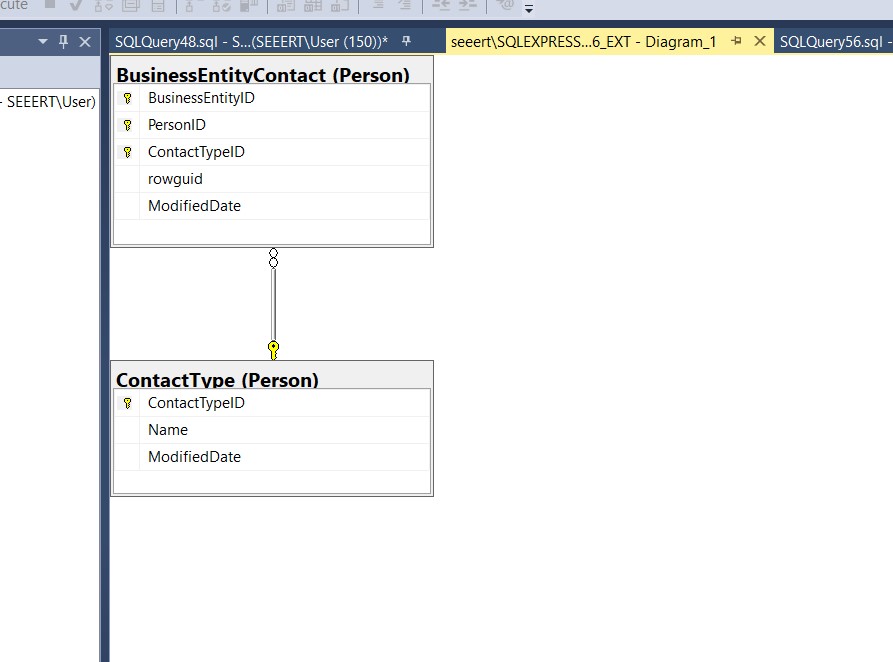 cute
SQLQuery48.sql - S...(SEEERT\User (150))*
seeert\SQLEXPRESS...6_EXT - Diagram_1
SQLQuery56.sql -
- SEEERT\User)
BusinessEntityContact (Person)
BusinessEntityID
PersonID
ContactTypeID
rowguid
ModifiedDate
ContactType (Person)
ContactTypeID
Name
ModifiedDate